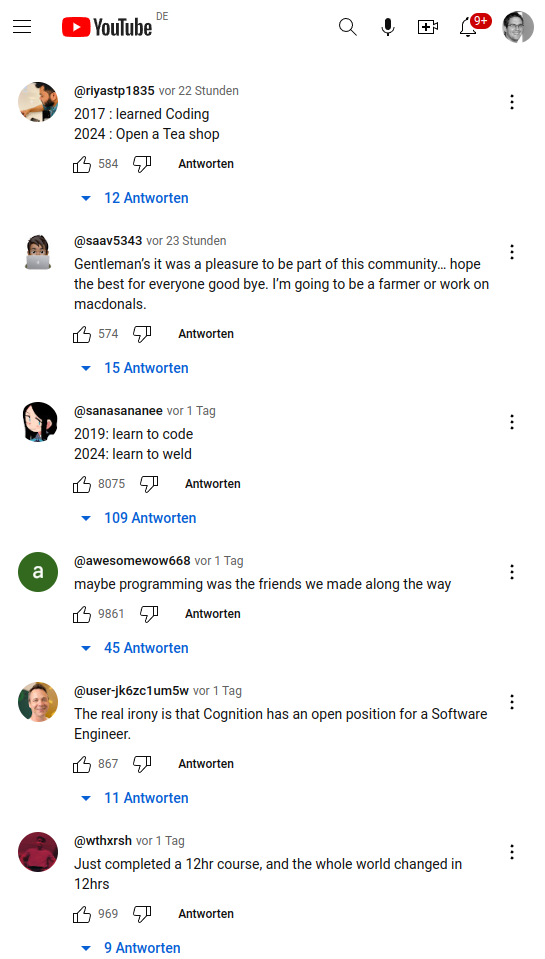 YouTube DE
9+
@riyastp1835 vor 22 Stunden
2017 : learned Coding
2024 : Open a Tea shop
584 Antworten
12 Antworten
@saav5343 vor 23 Stunden
Gentleman’s it was a pleasure to be part of this community… hope
the best for everyone good bye. I’m going to be a farmer or work on
macdonals.
574 Antworten
15 Antworten
@sanasananee vor 1 Tag
2019: learn to code
2024: learn to weld
8075 Antworten
109 Antworten
a
@awesomewow668 vor 1 Tag
maybe programming was the friends we made along the way
9861 Antworten
45 Antworten
@user-jk6zc1um5w vor 1 Tag
The real irony is that Cognition has an open position for a Software
Engineer.
867 Antworten
11 Antworten
@wthxrsh vor 1 Tag
Just completed a 12hr course, and the whole world changed in
12hrs
969 Antworten
9 Antworten